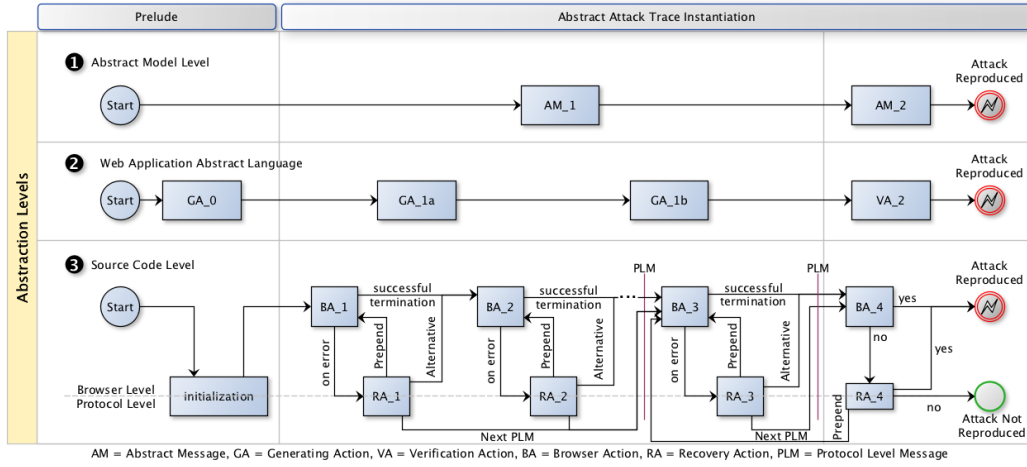 Prelude
Abstract Attack Trace Instantiation
Abstraction Levels
1 Abstract Model Level
Start
AM_1
AM_2
Attack
Reproduced
2 Web Application Abstract Language
Start
GA_0
GA_1a
GA_1b
VA_2
Attack
Reproduced
3 Source Code Level
Start
initialization
Browser Level
Protocol Level
BA_1
successful
termination
on error
Prepend
Alternative
RA_1
BA_2
successful
termination
...
on error
Prepend
Alternative
RA_2
Next PLM
PLM
BA_3
successful
termination
on error
Prepend
Alternative
RA_3
Next PLM
PLM
BA_4
yes
no
yes
RA_4
no
Prepend
Attack
Reproduced
Attack Not
Reproduced
AM = Abstract Message, GA = Generating Action, VA = Verification Action, BA = Browser Action, RA = Recovery Action, PLM = Protocol Level Message